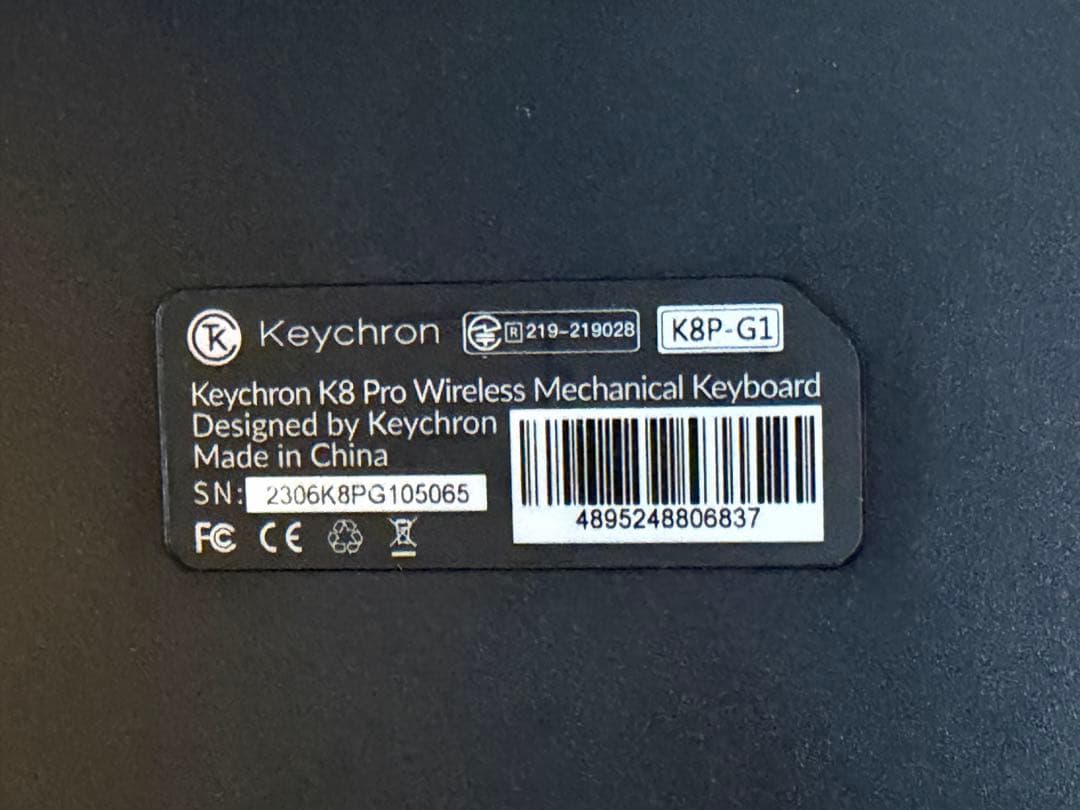 Keychron R 219-219028 K8P-G1
Keychron K8 Pro Wireless Mechanical Keyboard
Designed by Keychron
Made in China
SN: 2306K8PG105065
4895248806837
FC CE